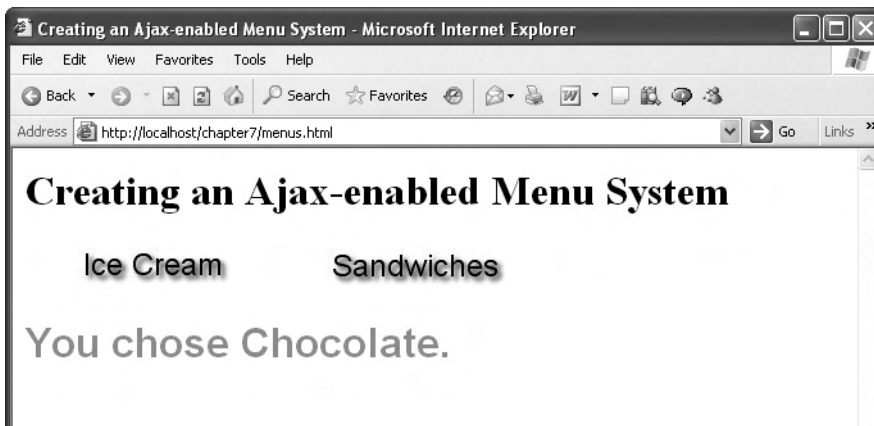 Creating an Ajax-enabled Menu System - Microsoft Internet Explorer
File Edit View Favorites Tools Help
Back Search Favorites
Address http://localhost/chapter7/menus.html Go Links »
Creating an Ajax-enabled Menu System
Ice Cream Sandwiches
You chose Chocolate.